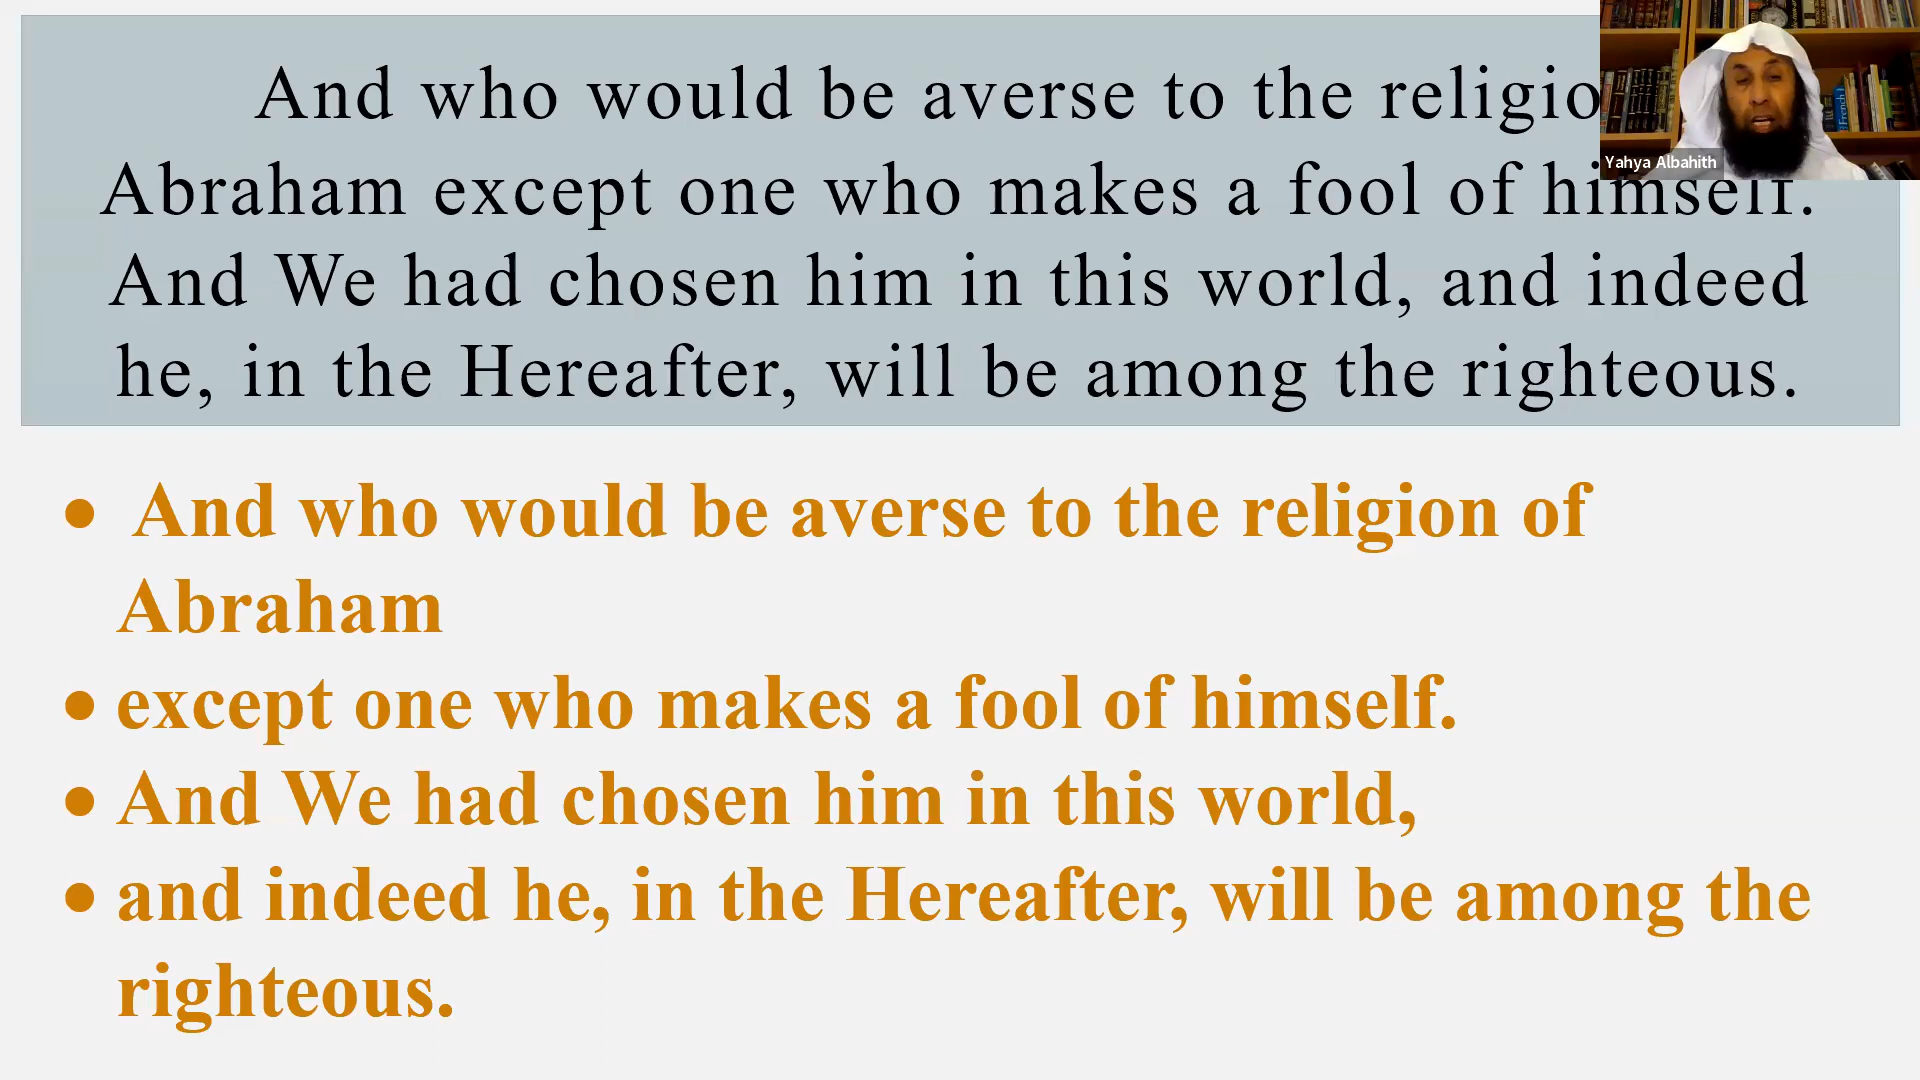 And who would be averse to the religio
Abraham except one who makes a fool of himself.
And We had chosen him in this world, and indeed
he, in the Hereafter, will be among the righteous.
Yahya Albahith
French
• And who would be averse to the religion of
Abraham
• except one who makes a fool of himself.
• And We had chosen him in this world,
• and indeed he, in the Hereafter, will be among the
righteous.